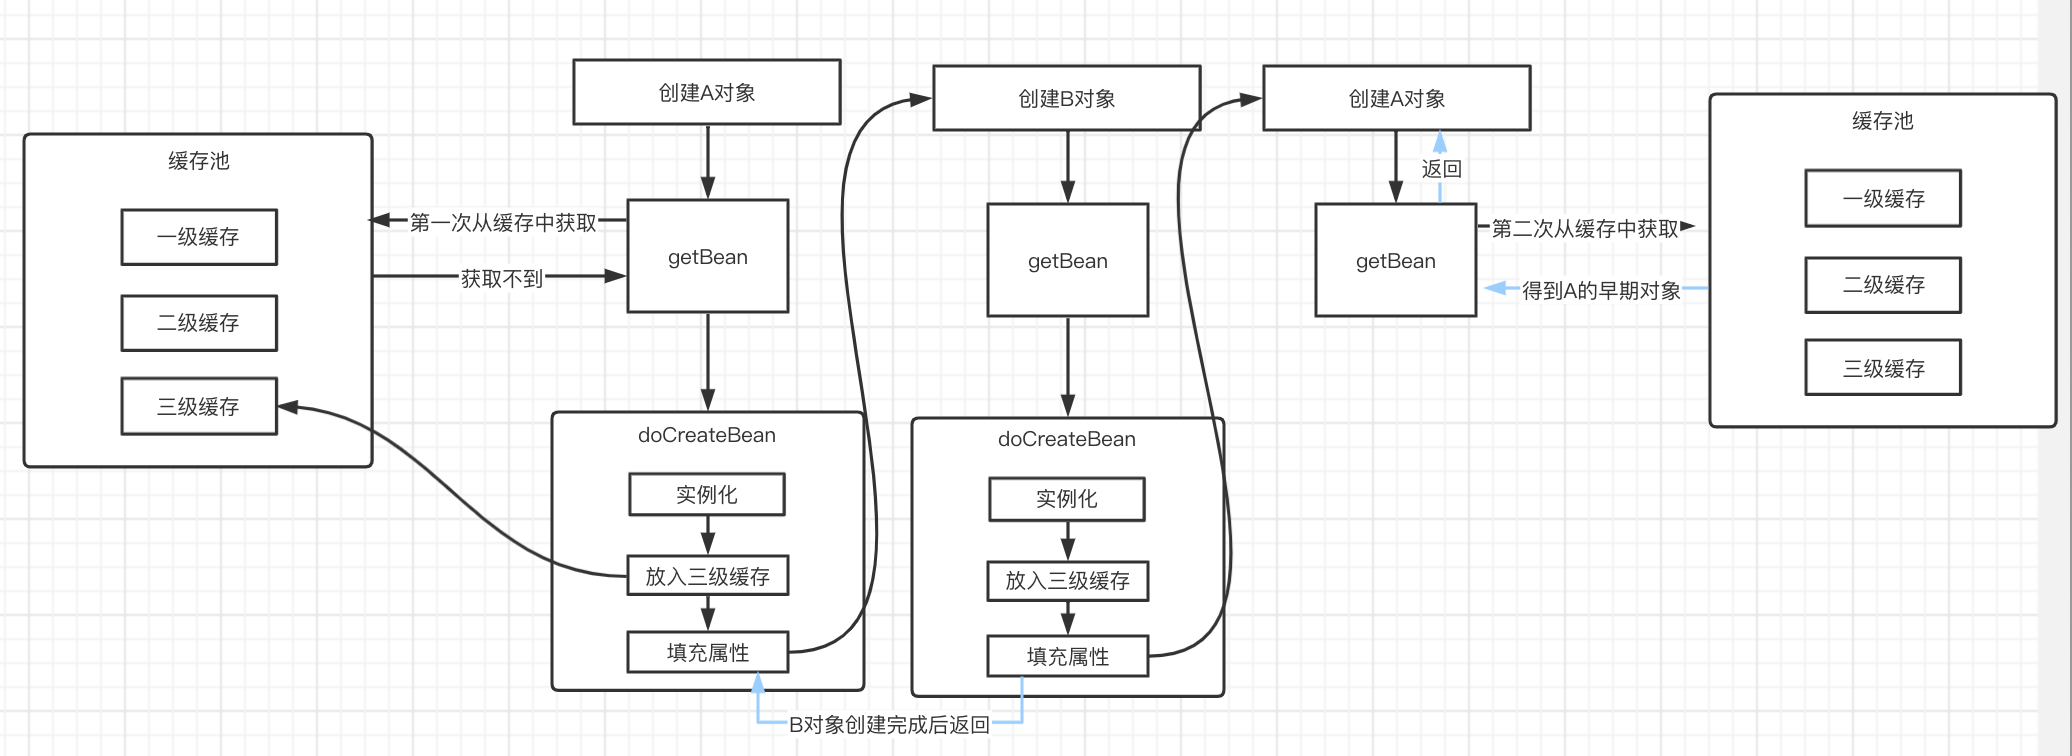 缓存池
一级缓存
二级缓存
三级缓存
第一次从缓存中获取
获取不到
创建A对象
getBean
doCreateBean
实例化
放入三级缓存
填充属性
B对象创建完成后返回
创建B对象
getBean
doCreateBean
实例化
放入三级缓存
填充属性
创建A对象
返回
getBean
第二次从缓存中获取
得到A的早期对象
缓存池
一级缓存
二级缓存
三级缓存